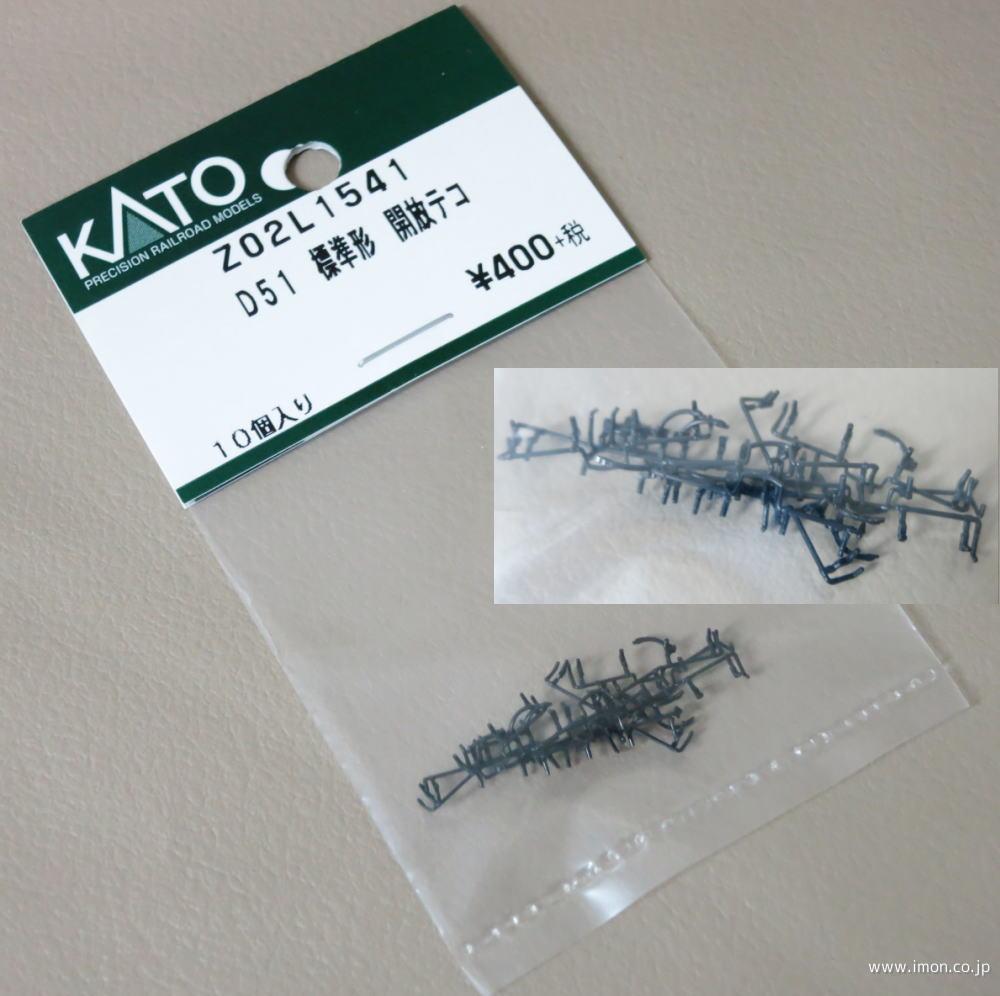 KATO
PRECISION RAILROAD MODELS
Z02L1541
D51 標準形 開放テコ
¥400+税
10個入り
www.imon.co.jp